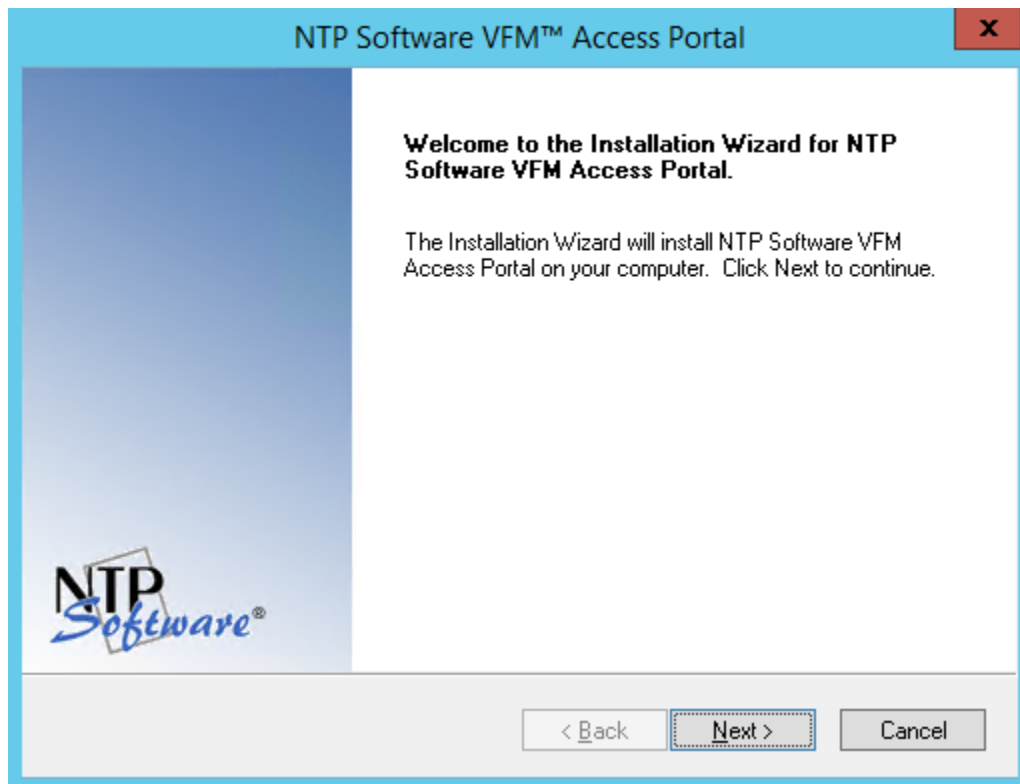 NTP Software VFM™ Access Portal
x
Welcome to the Installation Wizard for NTP
Software VFM Access Portal.
The Installation Wizard will install NTP Software VFM
Access Portal on your computer. Click Next to continue.
NTP
Software®
< Back
Next >
Cancel